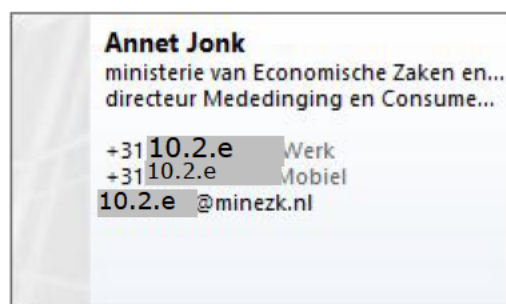 Annet Jonk
ministerie van Economische Zaken en...
directeur Mededinging en Consume...
+31 10.2.e Werk
+31 10.2.e Mobiel
10.2.e @minezk.nl